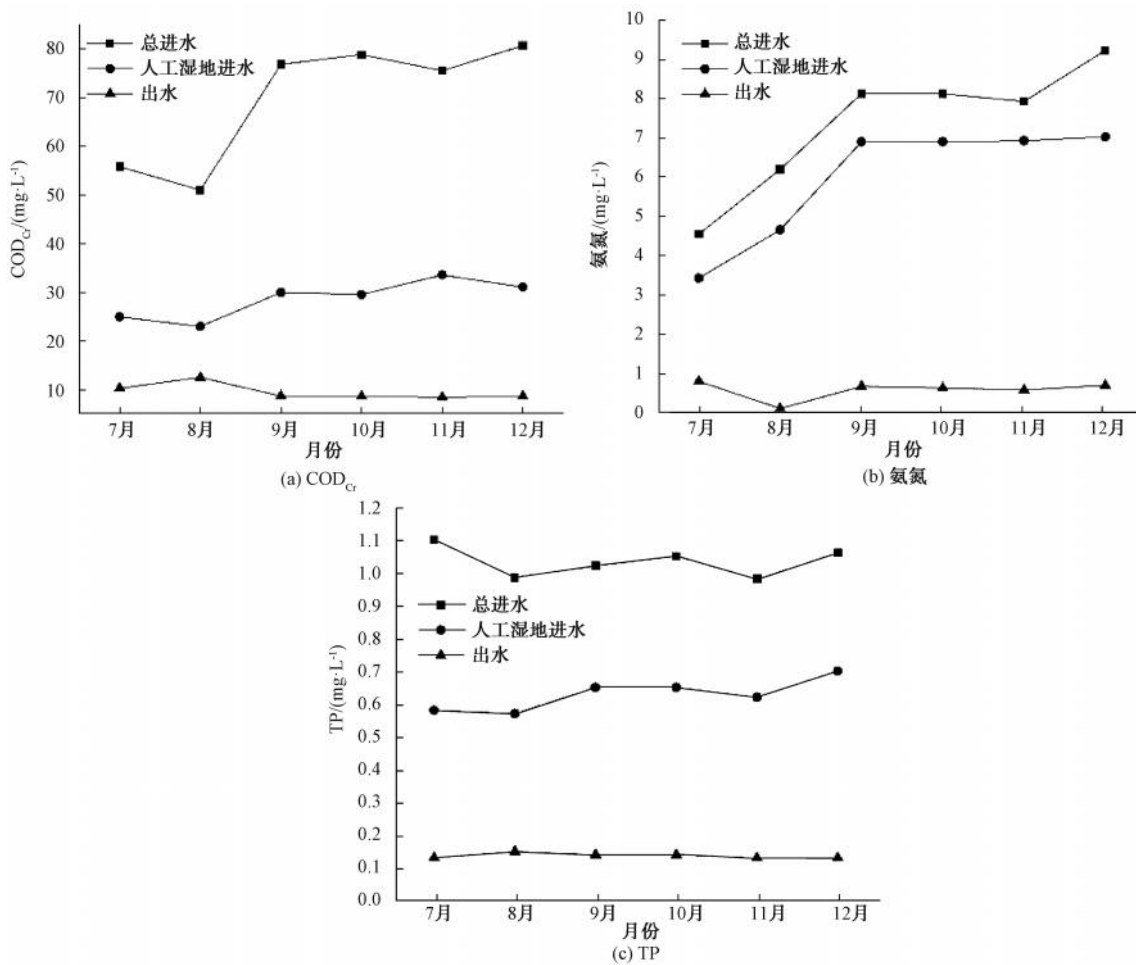 80
70
60
50
40
30
20
10
COD_Cr/(mg·L⁻¹)
总进水
人工湿地进水
出水
7月 8月 9月 10月 11月 12月
月份
(a) COD_Cr
10
9
8
7
6
5
4
3
2
1
0
氨氮/(mg·L⁻¹)
总进水
人工湿地进水
出水
7月 8月 9月 10月 11月 12月
月份
(b) 氨氮
1.2
1.1
1.0
0.9
0.8
0.7
0.6
0.5
0.4
0.3
0.2
0.1
0.0
TP/(mg·L⁻¹)
总进水
人工湿地进水
出水
7月 8月 9月 10月 11月 12月
月份
(c) TP